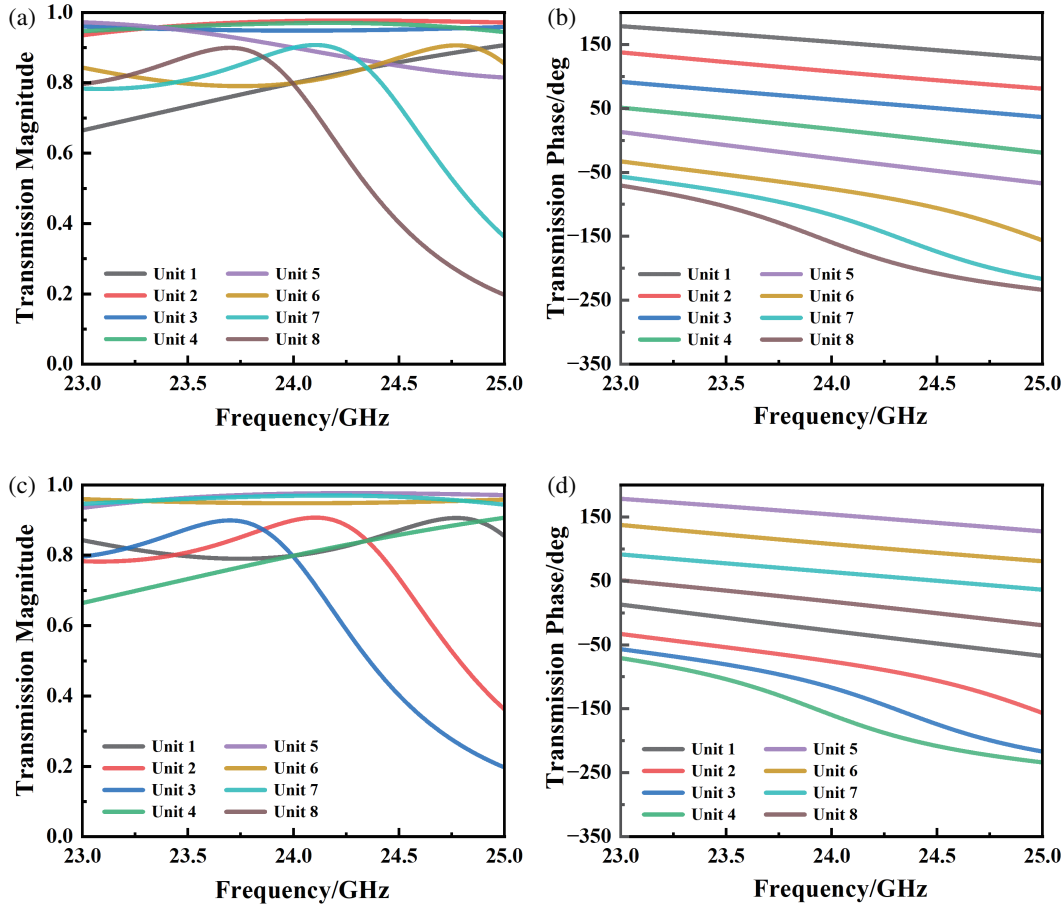 (a)
Transmission Magnitude
1.0
0.8
0.6
0.4
0.2
0.0
Unit 1 Unit 5
Unit 2 Unit 6
Unit 3 Unit 7
Unit 4 Unit 8
23.0 23.5 24.0 24.5 25.0
Frequency/GHz
(b)
Transmission Phase/deg
150
50
−50
−150
−250
−350
Unit 1 Unit 5
Unit 2 Unit 6
Unit 3 Unit 7
Unit 4 Unit 8
23.0 23.5 24.0 24.5 25.0
Frequency/GHz
(c)
Transmission Magnitude
1.0
0.8
0.6
0.4
0.2
0.0
Unit 1 Unit 5
Unit 2 Unit 6
Unit 3 Unit 7
Unit 4 Unit 8
23.0 23.5 24.0 24.5 25.0
Frequency/GHz
(d)
Transmission Phase/deg
150
50
−50
−150
−250
−350
Unit 1 Unit 5
Unit 2 Unit 6
Unit 3 Unit 7
Unit 4 Unit 8
23.0 23.5 24.0 24.5 25.0
Frequency/GHz